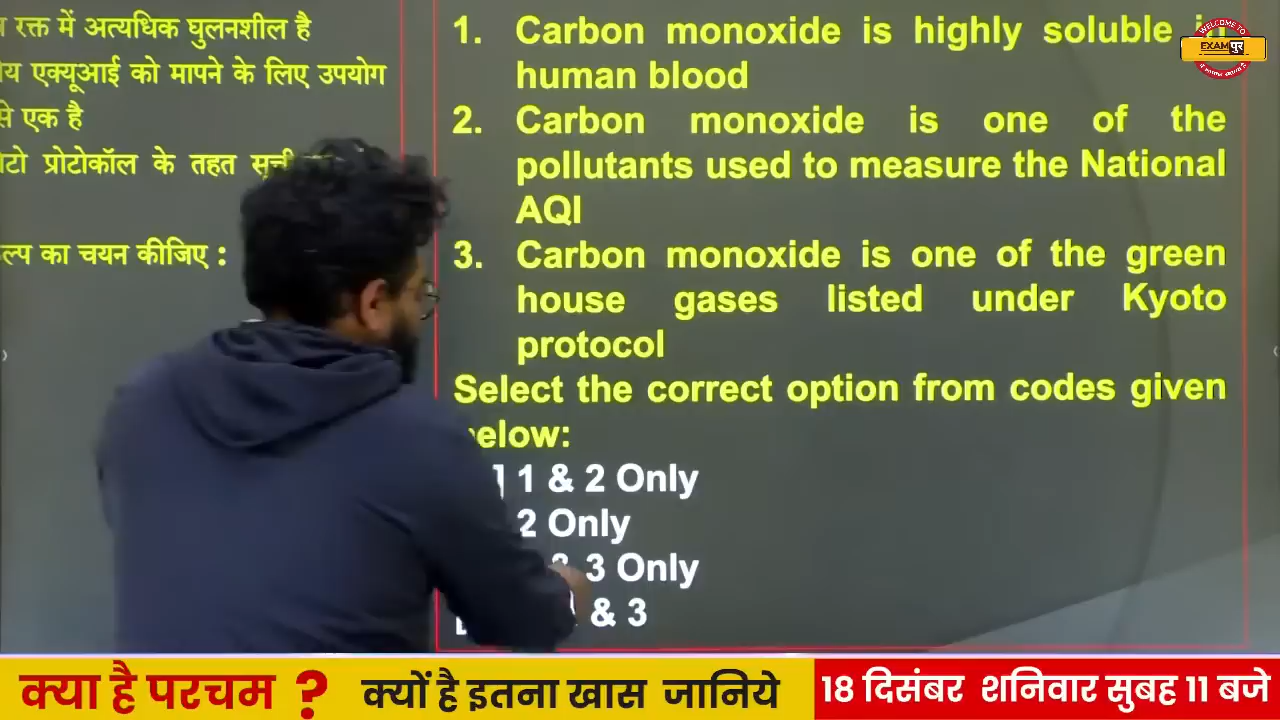 रक्त में अत्यधिक घुलनशील है
एक्यूआई को मापने के लिए उपयोग
से एक है
प्रोटोकॉल के तहत
का चयन कीजिए :
1. Carbon monoxide is highly soluble
human blood
2. Carbon monoxide is one of the
pollutants used to measure the National
AQI
3. Carbon monoxide is one of the green
house gases listed under Kyoto
protocol
Select the correct option from codes given
below:
1 & 2 Only
2 Only
3 Only
& 3
WELCOME TO
EXAMपुर
क्या है परचम ?
क्यों है इतना खास जानिये
18 दिसंबर शनिवार सुबह 11 बजे